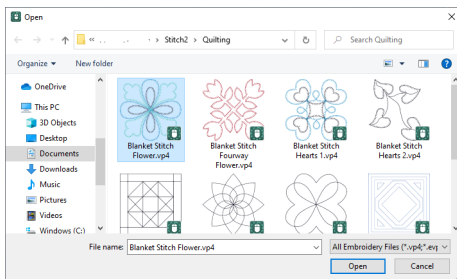 Open
« .. .. · › Stitch2 › Quilting
Search Quilting
Organize
New folder
OneDrive
This PC
3D Objects
Desktop
Documents
Downloads
Music
Pictures
Videos
Windows (C:)
Blanket Stitch Flower.vp4
Blanket Stitch Fourway Flower.vp4
Blanket Stitch Hearts 1.vp4
Blanket Stitch Hearts 2.vp4
File name: Blanket Stitch Flower.vp4
All Embroidery Files (*.vp4;*.ev
Open
Cancel